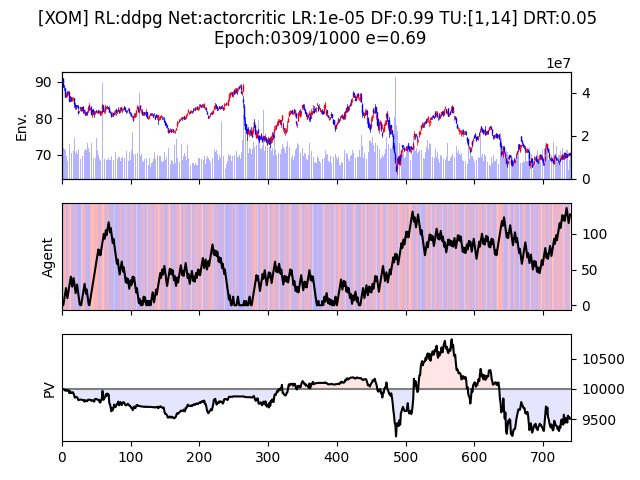 [XOM] RL:ddpg Net:actorcritic LR:1e-05 DF:0.99 TU:[1,14] DRT:0.05
Epoch:0309/1000 e=0.69
1e7
90
80
70
Env.
4
2
0
Agent
100
50
0
PV
10500
10000
9500
0 100 200 300 400 500 600 700